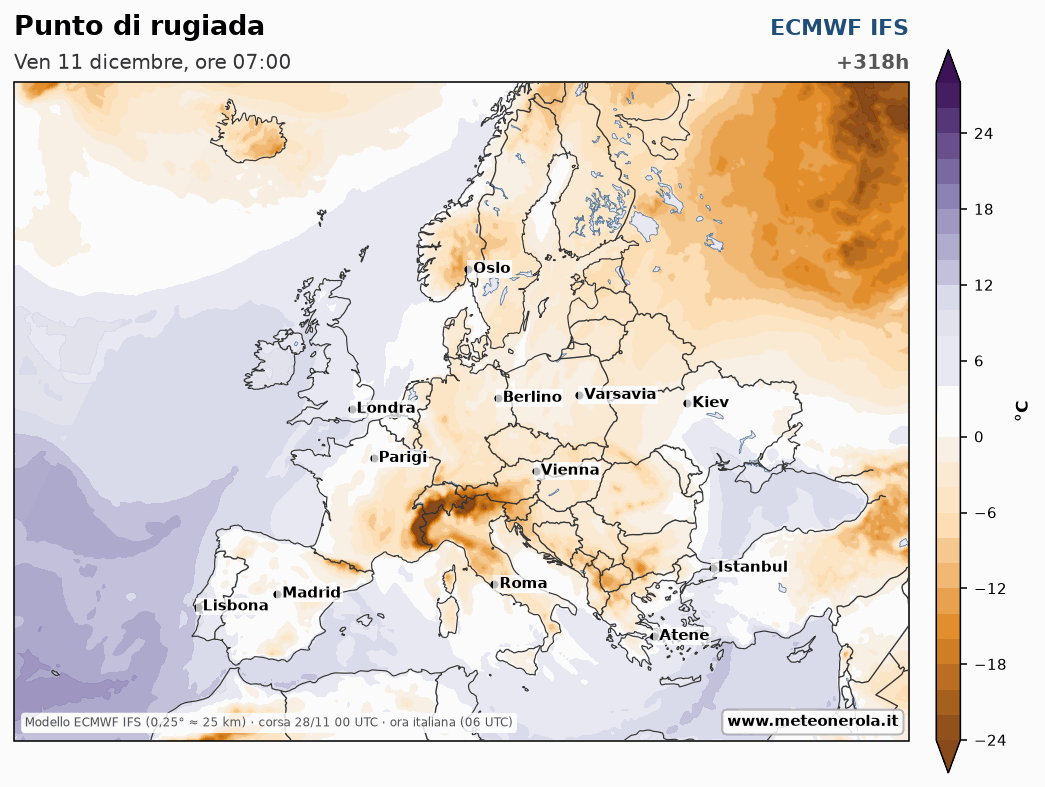 Punto di rugiada
ECMWF IFS
Ven 11 dicembre, ore 07:00
+318h
Oslo
Londra
Berlino
Varsavia
Kiev
Parigi
Vienna
Istanbul
Roma
Madrid
Lisbona
Atene
24
18
12
6
0
−6
−12
−18
−24
°C
Modello ECMWF IFS (0,25° ≈ 25 km) · corsa 28/11 00 UTC · ora italiana (06 UTC)
www.meteonerola.it